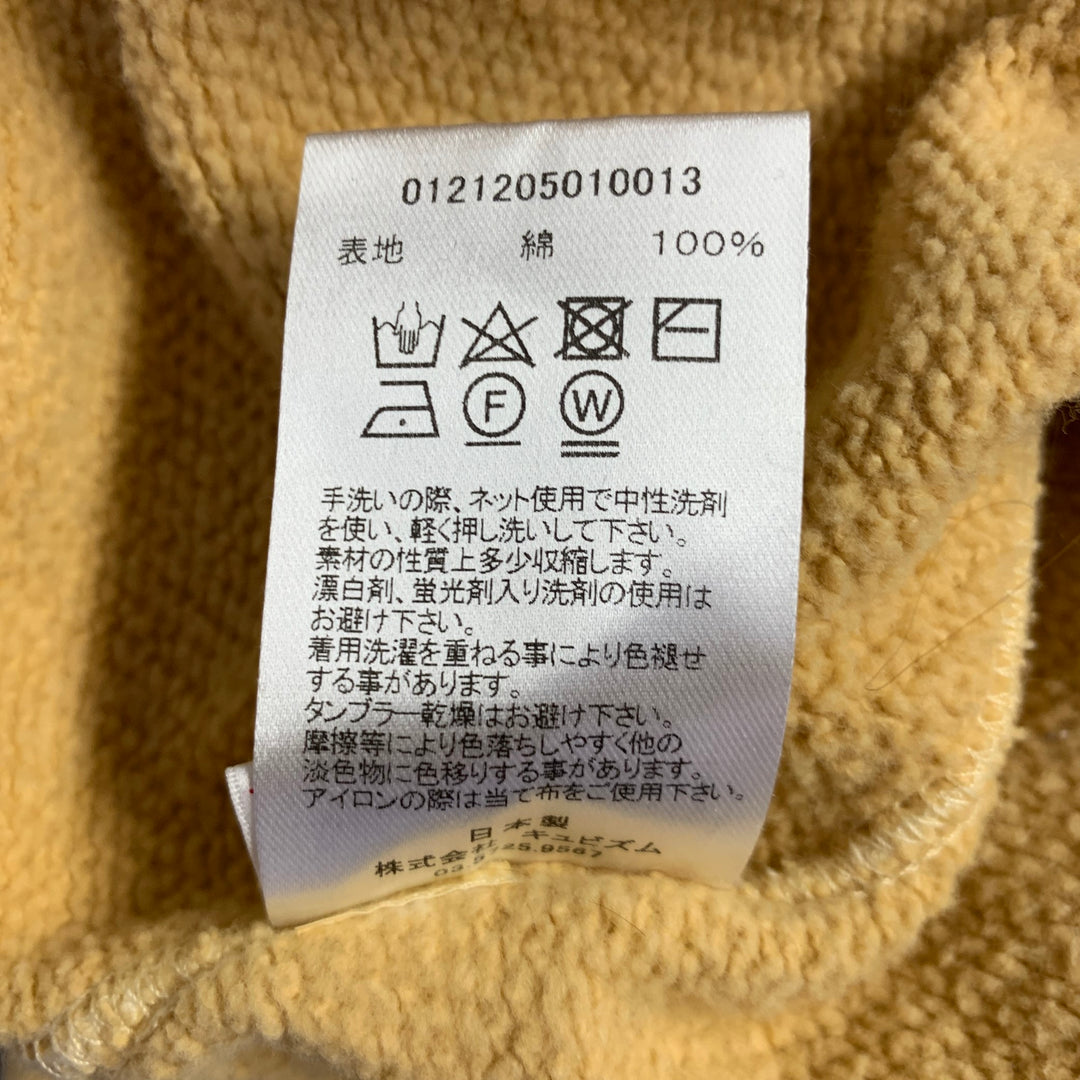 0121205010013
表地 綿 100%
F W
手洗いの際、ネット使用で中性洗剤
を使い、軽く押し洗いして下さい。
素材の性質上多少収縮します。
漂白剤、蛍光剤入り洗剤の使用は
お避け下さい。
着用洗濯を重ねる事により色褪せ
する事があります。
タンブラー乾燥はお避け下さい。
摩擦等により色落ちしやすく他の
淡色物に色移りする事があります。
アイロンの際は当て布をご使用下さい。
日本製
株式会社 キュビズム